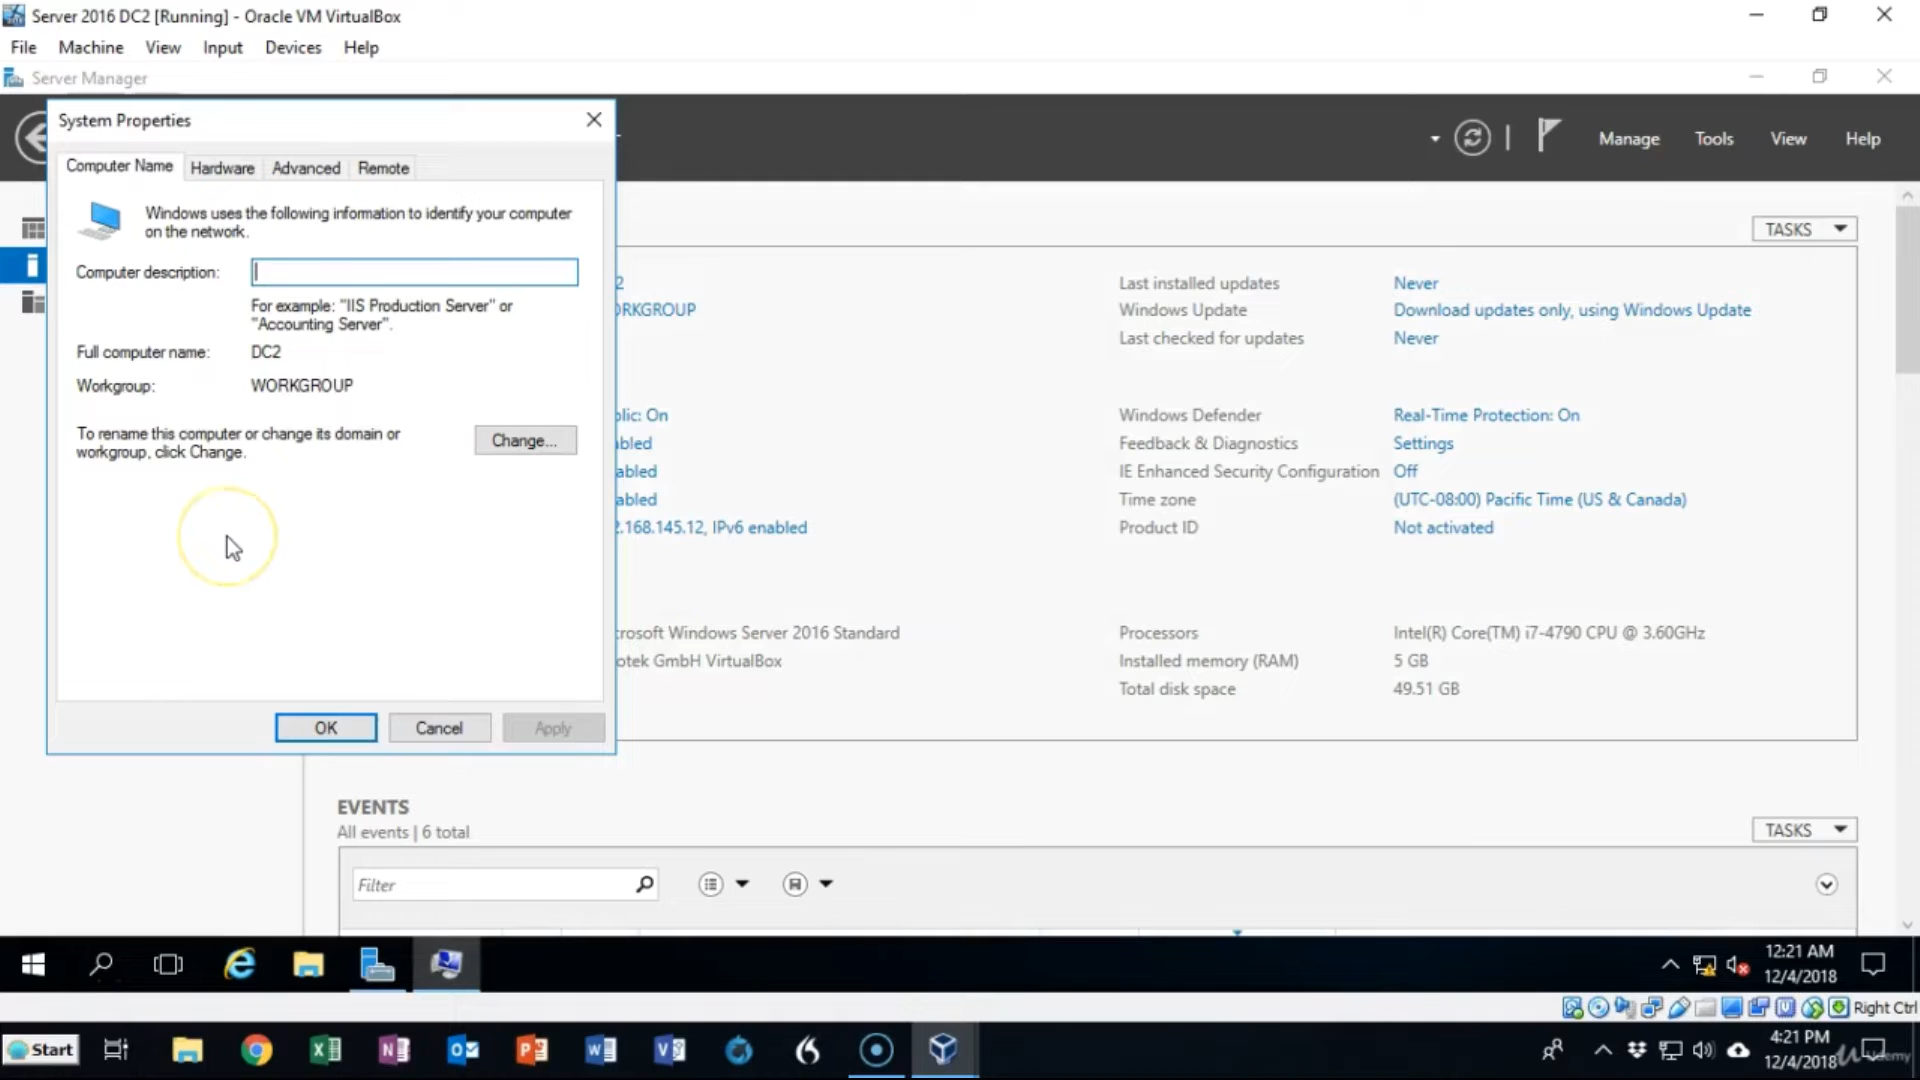 Server 2016 DC2 [Running] - Oracle VM VirtualBox
File Machine View Input Devices Help
Server Manager
System Properties
Manage Tools View Help
Computer Name Hardware Advanced Remote
Windows uses the following information to identify your computer
on the network.
TASKS
Computer description:
For example: "IIS Production Server" or
"Accounting Server".
Full computer name: DC2
Workgroup: WORKGROUP
To rename this computer or change its domain or
workgroup, click Change.
Change...
OK Cancel Apply
2
ORKGROUP
blic: On
abled
abled
abled
2.168.145.12, IPv6 enabled
crosoft Windows Server 2016 Standard
otek GmbH VirtualBox
Last installed updates Never
Windows Update Download updates only, using Windows Update
Last checked for updates Never
Windows Defender Real-Time Protection: On
Feedback & Diagnostics Settings
IE Enhanced Security Configuration Off
Time zone (UTC-08:00) Pacific Time (US & Canada)
Product ID Not activated
Processors Intel(R) Core(TM) i7-4790 CPU @ 3.60GHz
Installed memory (RAM) 5 GB
Total disk space 49.51 GB
EVENTS
All events | 6 total
TASKS
Filter
12:21 AM
12/4/2018
Right Ctrl
Start
4:21 PM
12/4/2018
Udemy